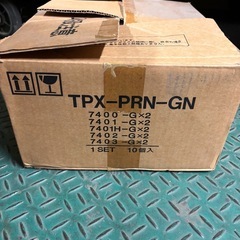 TPX-PRN-GN
7400 -G×2
7401 -G×2
7401H-G×2
7402 -G×2
7403 -G×2
1SET 10個入